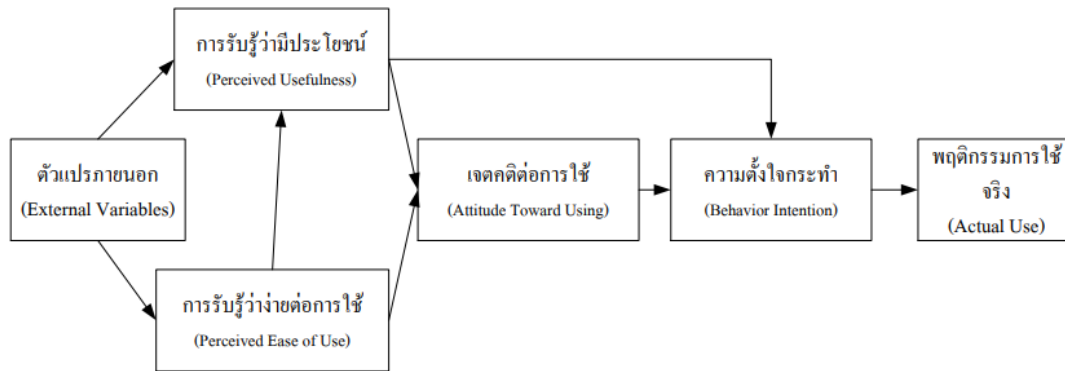 การรับรู้ว่ามีประโยชน์
(Perceived Usefulness)
ตัวแปรภายนอก
(External Variables)
เจตคติต่อการใช้
(Attitude Toward Using)
ความตั้งใจกระทำ
(Behavior Intention)
พฤติกรรมการใช้
จริง
(Actual Use)
การรับรู้ว่าง่ายต่อการใช้
(Perceived Ease of Use)